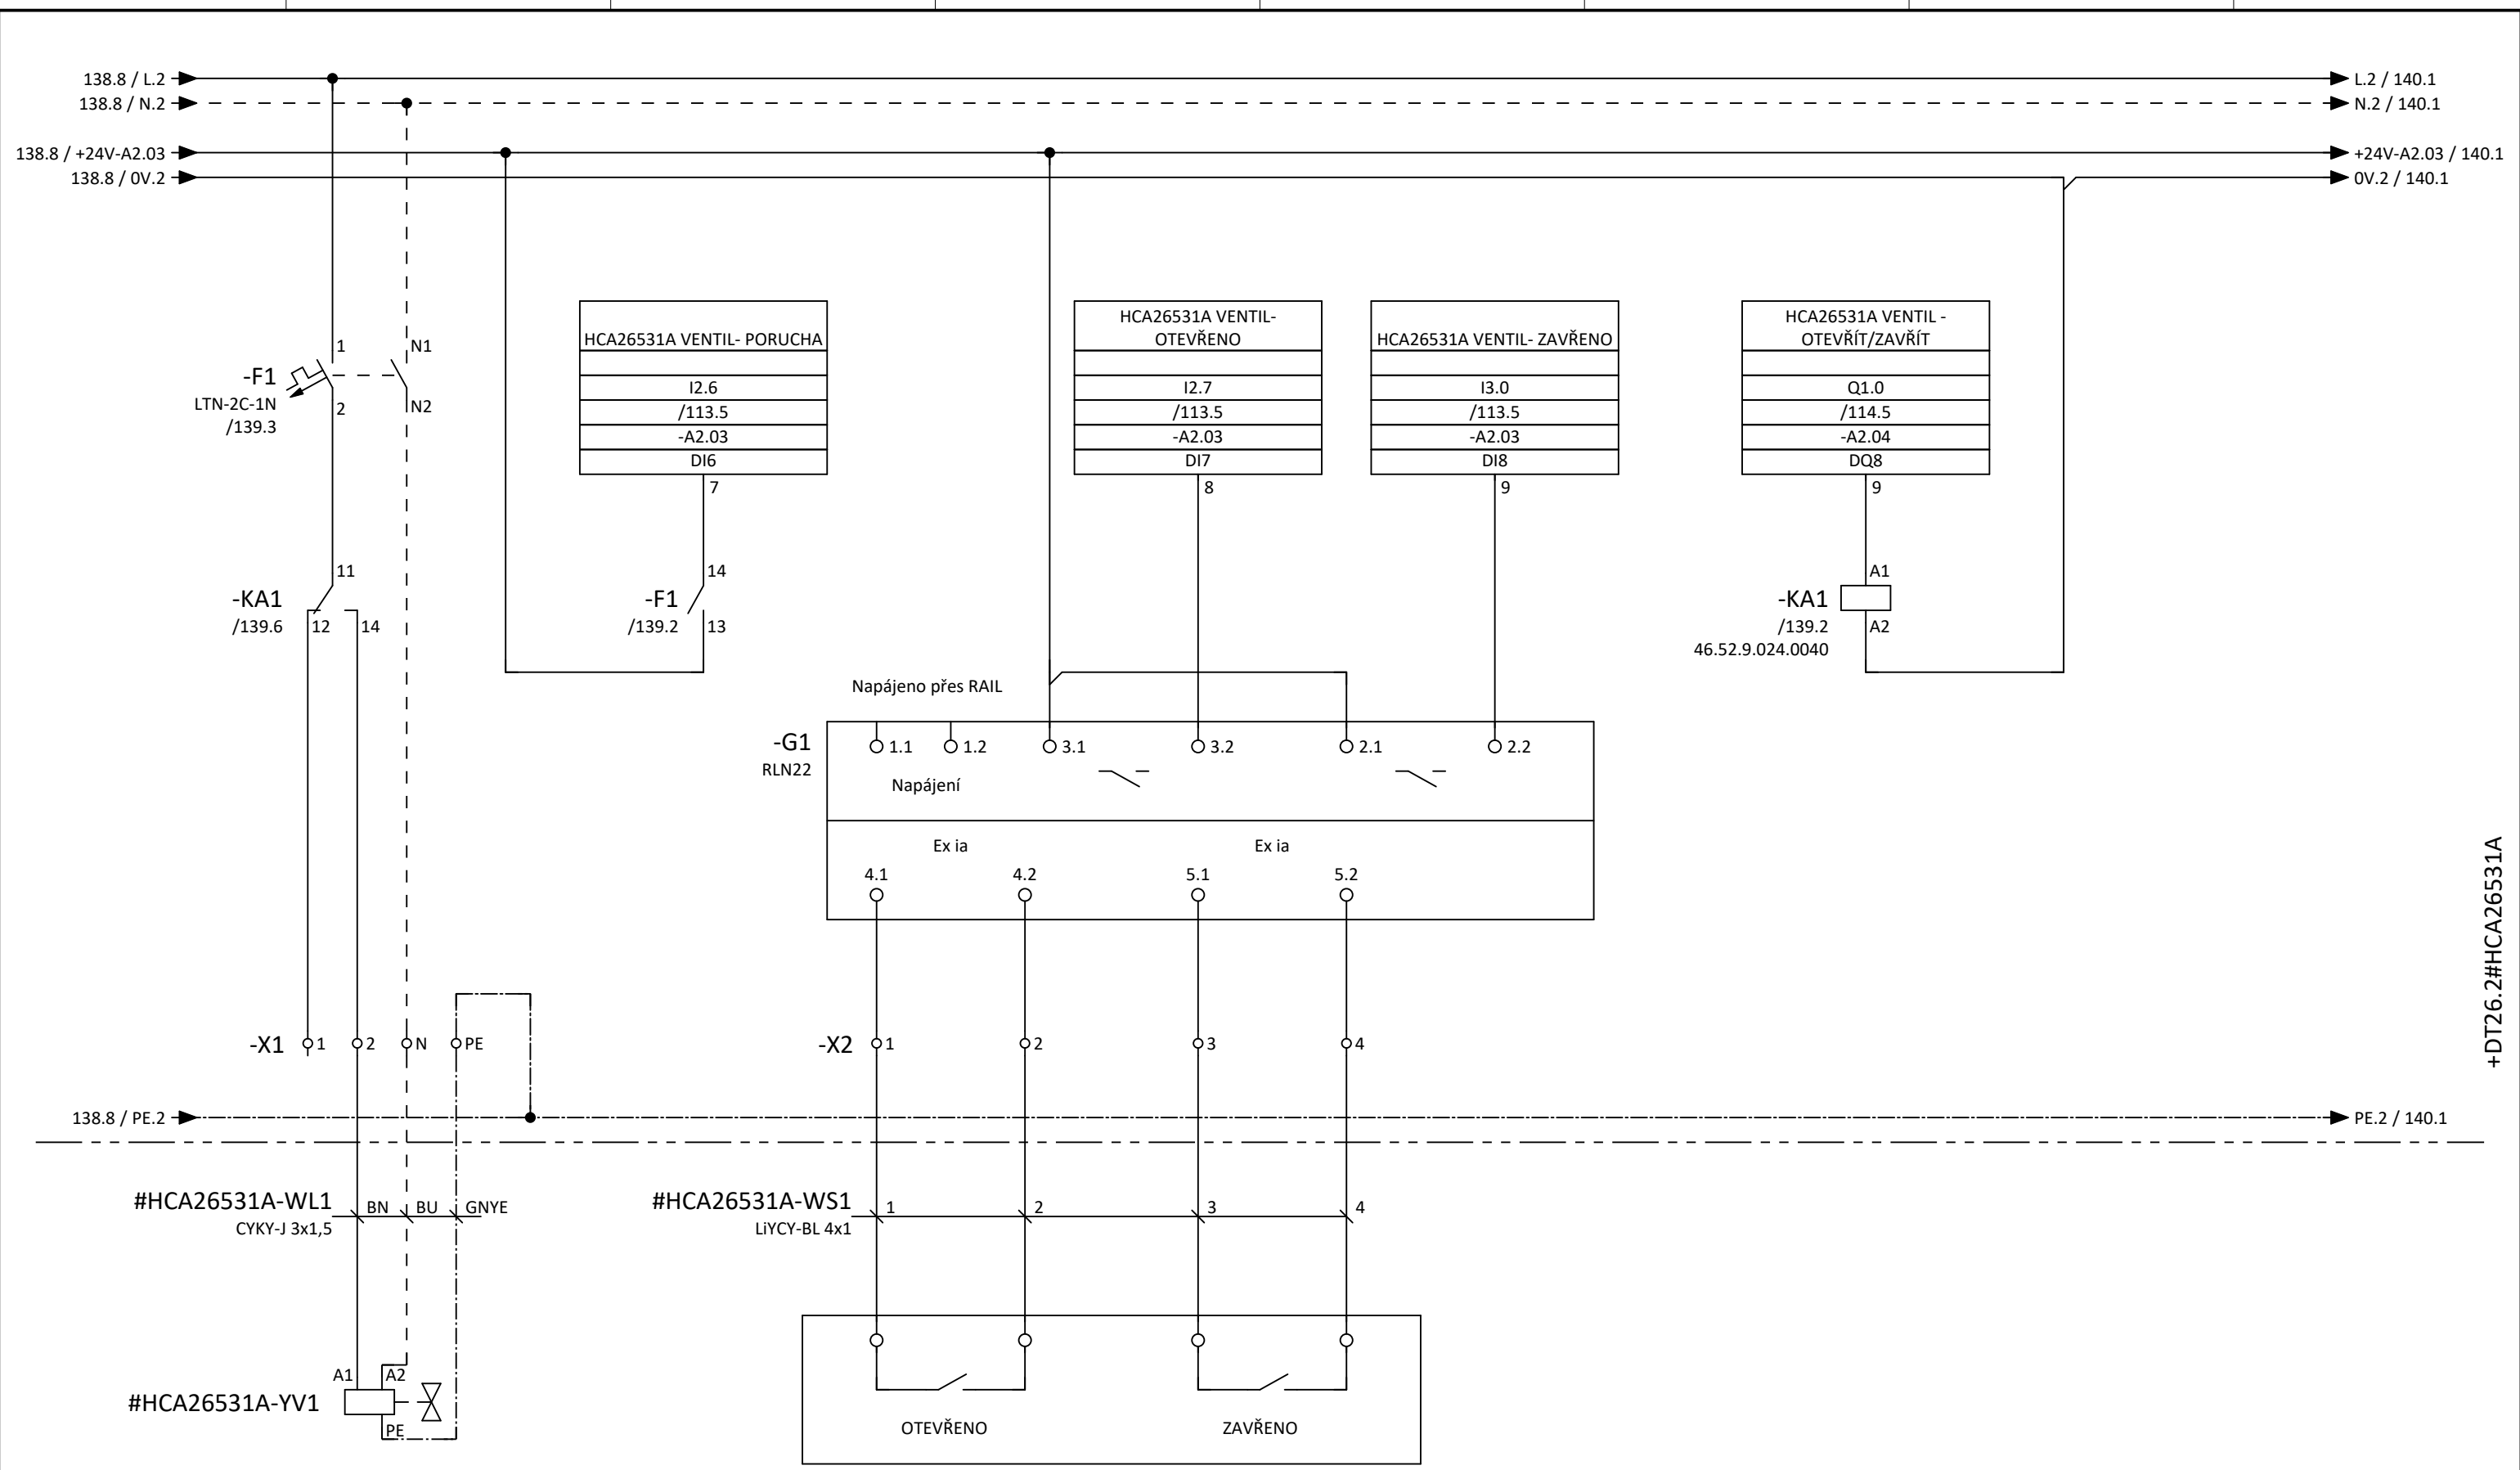 138.8 / L.2
L.2 / 140.1
138.8 / N.2
N.2 / 140.1
138.8 / +24V-A2.03
+24V-A2.03 / 140.1
138.8 / 0V.2
0V.2 / 140.1
HCA26531A VENTIL- PORUCHA
I2.6
/113.5
-A2.03
DI6
7
HCA26531A VENTIL-
OTEVŘENO
I2.7
/113.5
-A2.03
DI7
8
HCA26531A VENTIL- ZAVŘENO
I3.0
/113.5
-A2.03
DI8
9
HCA26531A VENTIL -
OTEVŘÍT/ZAVŘÍT
Q1.0
/114.5
-A2.04
DQ8
9
1
N1
-F1
LTN-2C-1N
/139.3
2
N2
11
-KA1
/139.6
12
14
14
-F1
/139.2
13
A1
-KA1
/139.2
A2
46.52.9.024.0040
Napájeno přes RAIL
-G1
RLN22
1.1
1.2
3.1
3.2
2.1
2.2
Napájení
Ex ia
Ex ia
4.1
4.2
5.1
5.2
+DT26.2#HCA26531A
-X1
1
2
N
PE
-X2
1
2
3
4
138.8 / PE.2
PE.2 / 140.1
#HCA26531A-WL1
CYKY-J 3x1,5
BN
BU
GNYE
#HCA26531A-WS1
LiYCY-BL 4x1
1
2
3
4
A1
A2
#HCA26531A-YV1
PE
OTEVŘENO
ZAVŘENO